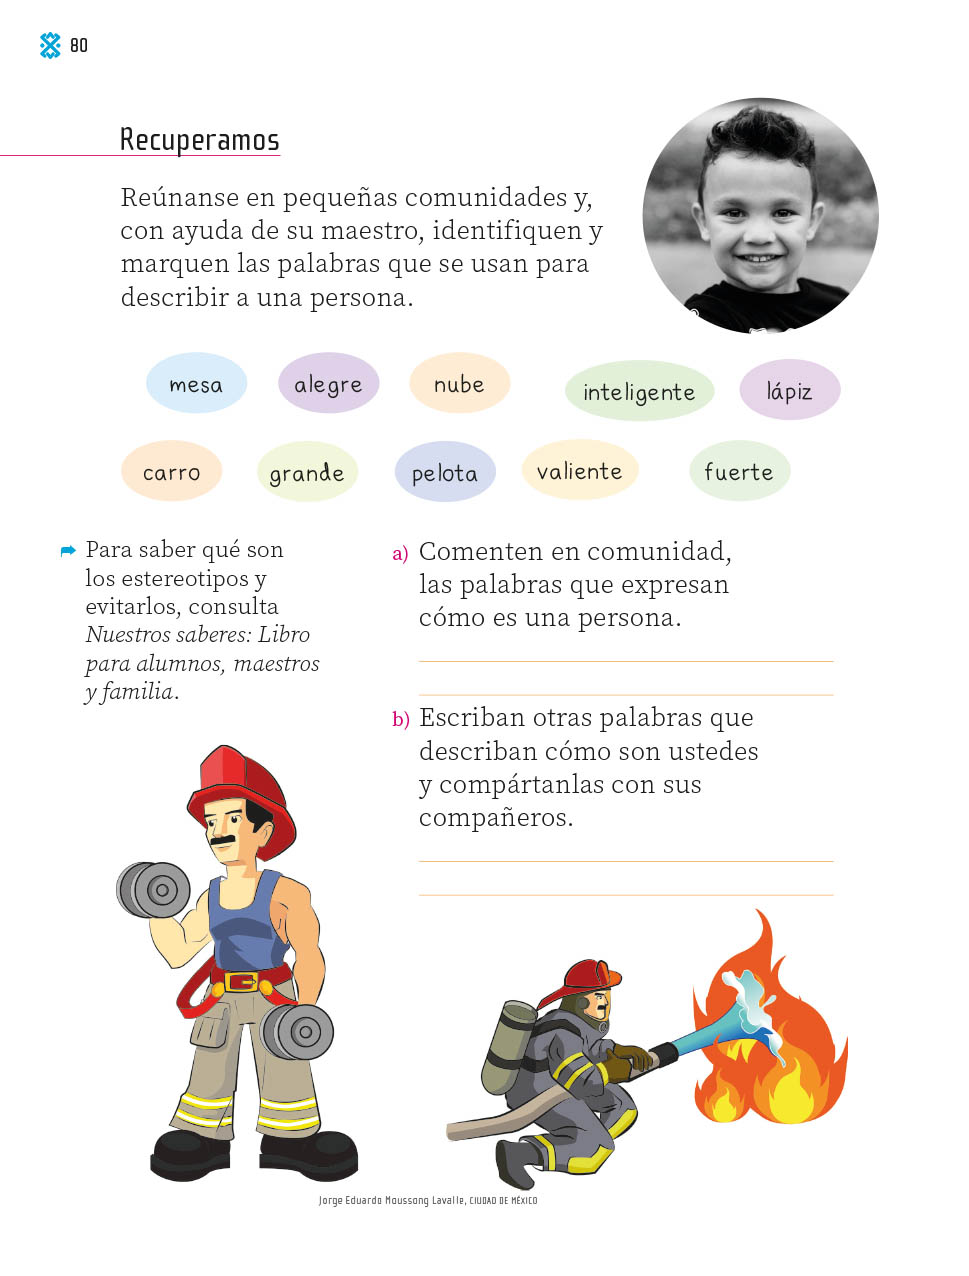 80
Recuperamos
Reúnanse en pequeñas comunidades y,
con ayuda de su maestro, identifiquen y
marquen las palabras que se usan para
describir a una persona.
mesa alegre nube inteligente lápiz
carro grande pelota valiente fuerte
Para saber qué son
los estereotipos y
evitarlos, consulta
Nuestros saberes: Libro
para alumnos, maestros
y familia.
a) Comenten en comunidad,
las palabras que expresan
cómo es una persona.
b) Escriban otras palabras que
describan cómo son ustedes
y compártanlas con sus
compañeros.
Jorge Eduardo Moussong Lavalle, CIUDAD DE MÉXICO